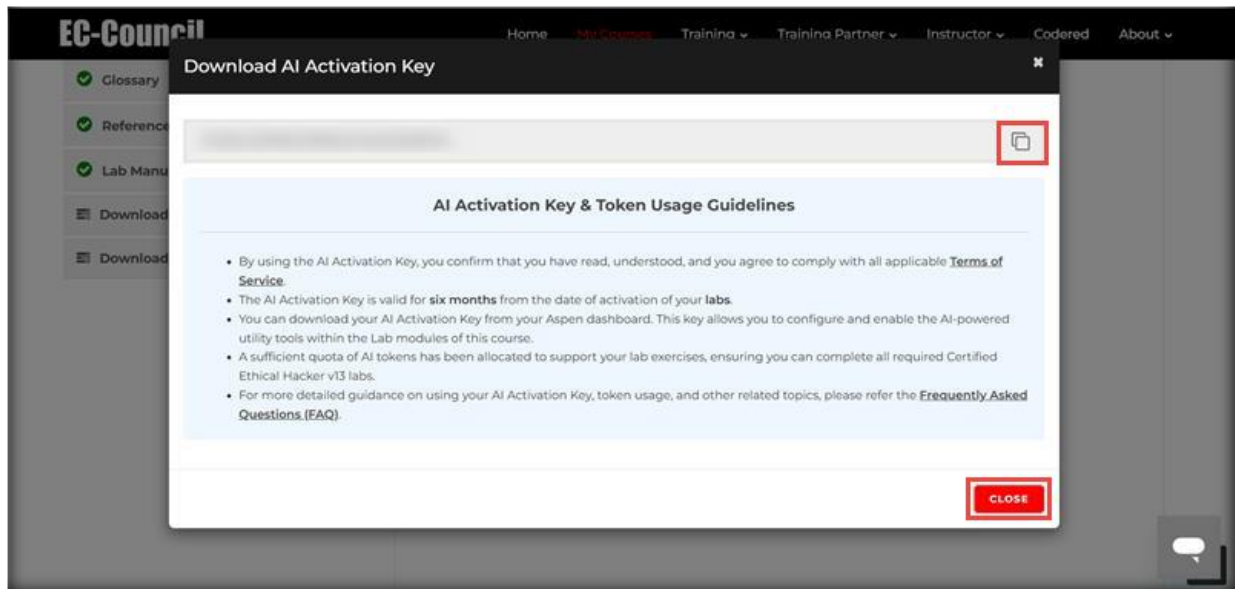 EC-Council
Home My Courses Training Training Partner Instructor Codered About
Download AI Activation Key
Glossary
Reference
Lab Manu
Download
Download
AI Activation Key & Token Usage Guidelines
• By using the AI Activation Key, you confirm that you have read, understood, and you agree to comply with all applicable Terms of
Service.
• The AI Activation Key is valid for six months from the date of activation of your labs.
• You can download your AI Activation Key from your Aspen dashboard. This key allows you to configure and enable the AI-powered
utility tools within the Lab modules of this course.
• A sufficient quota of AI tokens has been allocated to support your lab exercises, ensuring you can complete all required Certified
Ethical Hacker v13 labs.
• For more detailed guidance on using your AI Activation Key, token usage, and other related topics, please refer the Frequently Asked
Questions (FAQ).
CLOSE